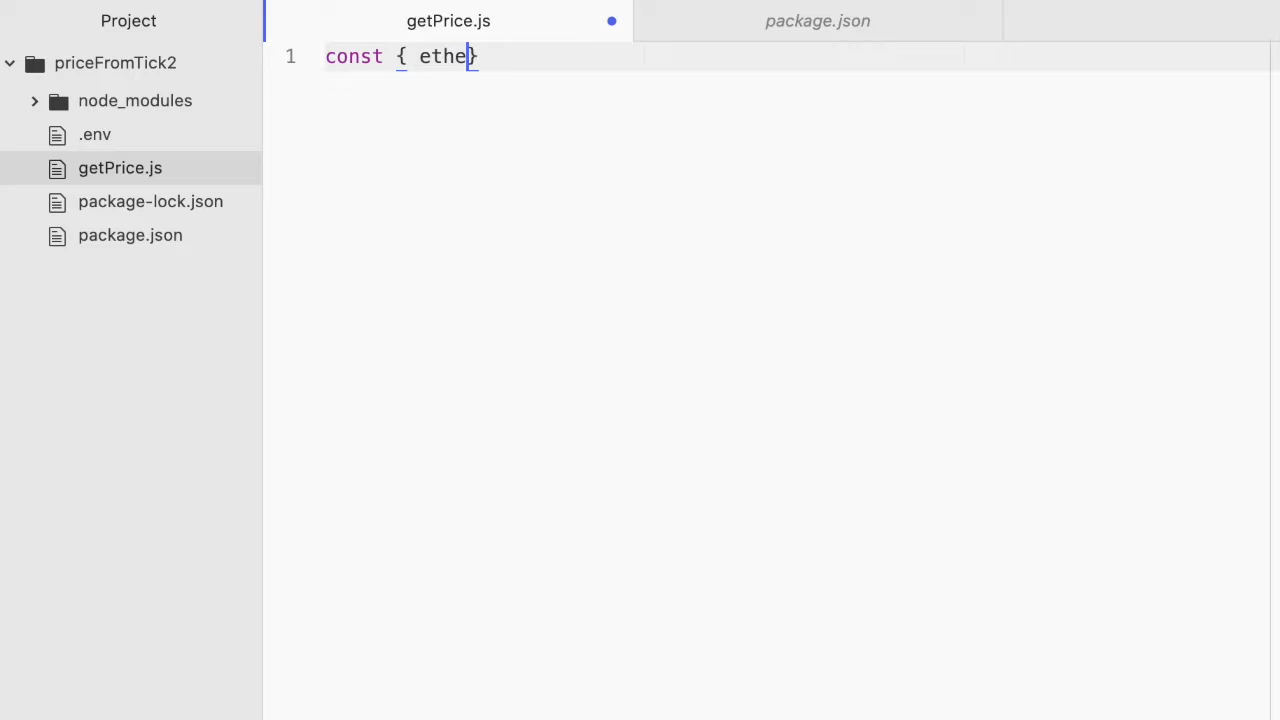 Project
getPrice.js
package.json
priceFromTick2
node_modules
.env
getPrice.js
package-lock.json
package.json
1
const { ethe}